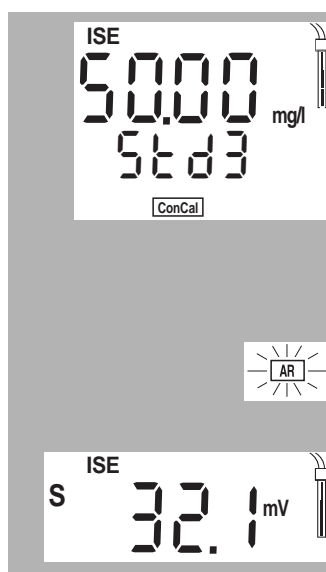 ISE
50.00 mg/l
Std3
ConCal
AR
ISE
S 32.1 mV